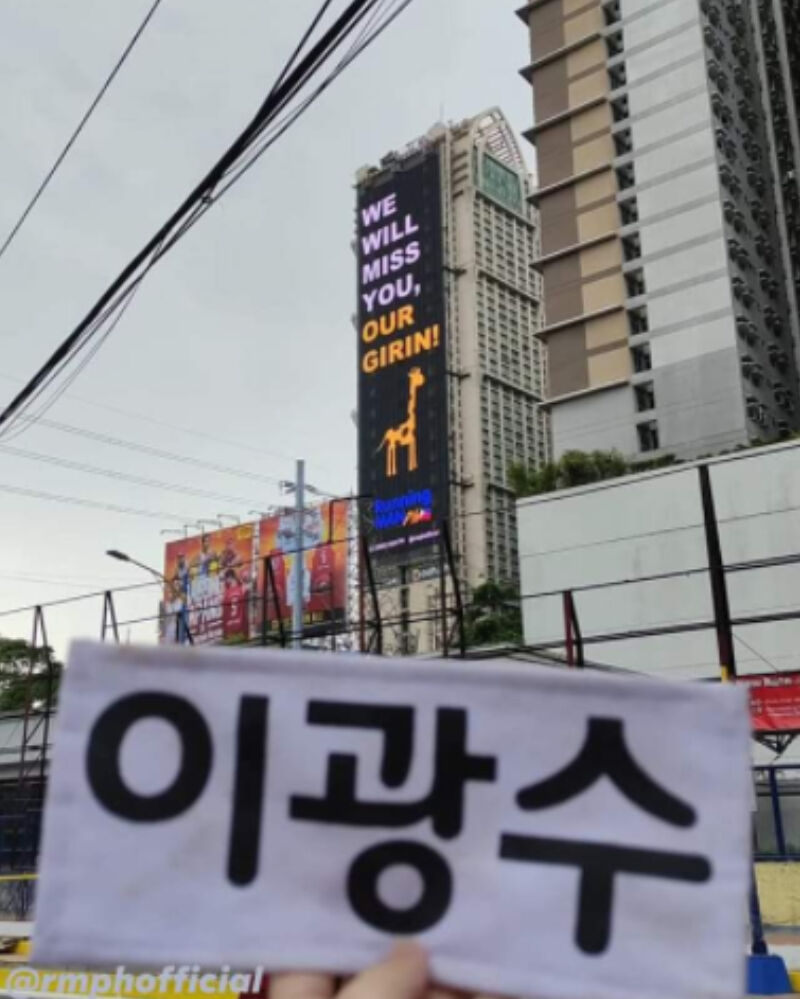 WE
WILL
MISS
YOU,
OUR
GIRIN!
Running
MAN
이광수
@rmphofficial